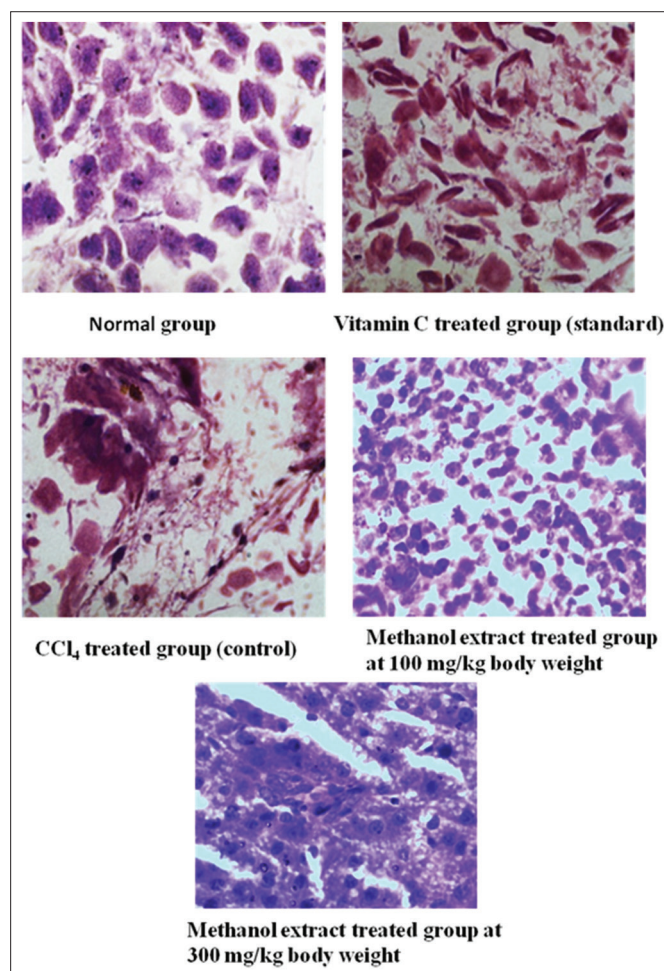 Normal group
Vitamin C treated group (standard)
CCl₄ treated group (control)
Methanol extract treated group
at 100 mg/kg body weight
Methanol extract treated group at
300 mg/kg body weight